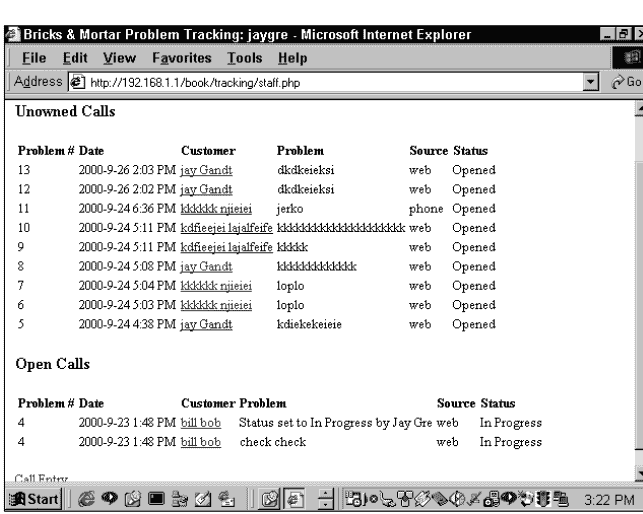 Bricks & Mortar Problem Tracking: jaygre - Microsoft Internet Explorer
File Edit View Favorites Tools Help
Address http://192.168.1.1/book/tracking/staff.php Go
Unowned Calls
Problem # Date Customer Problem Source Status
13 2000-9-26 2:03 PM jay Gandt dkdkeieksi web Opened
12 2000-9-26 2:02 PM jay Gandt dkdkeieksi web Opened
11 2000-9-24 6:36 PM kkkkkk njieiei jerko phone Opened
10 2000-9-24 5:11 PM kdfieejei lajalfeife web Opened
9 2000-9-24 5:11 PM kdfieejei lajalfeife kkkkk web Opened
8 2000-9-24 5:08 PM jay Gandt web Opened
7 2000-9-24 5:04 PM kkkkkk njieiei loplo web Opened
6 2000-9-24 5:03 PM kkkkkk njieiei loplo web Opened
5 2000-9-24 4:38 PM jay Gandt kdiekekeieie web Opened
Open Calls
Problem # Date Customer Problem Source Status
4 2000-9-23 1:48 PM bill bob Status set to In Progress by Jay Gre web In Progress
4 2000-9-23 1:48 PM bill bob check check web In Progress
Call Entry
Start 3:22 PM